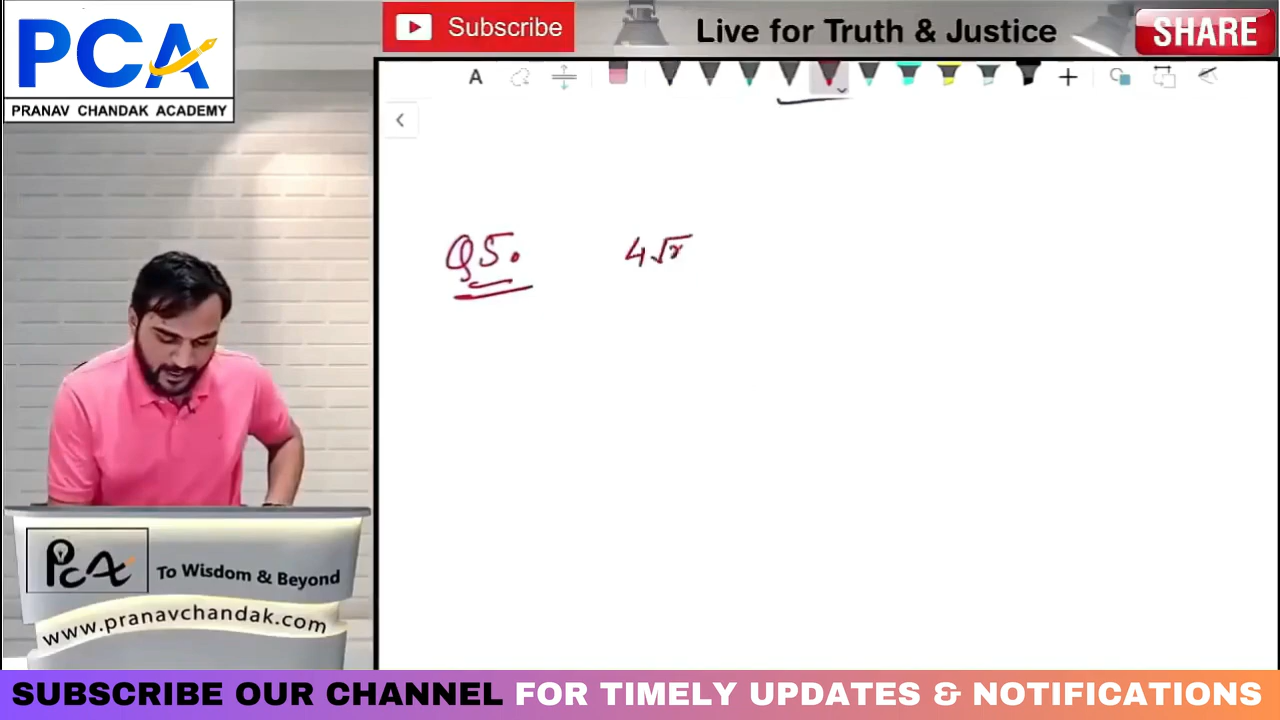 PCA
PRANAV CHANDAK ACADEMY
Subscribe
Live for Truth & Justice
SHARE
A
Q5. 4√x
PCA
To Wisdom & Beyond
www.pranavchandak.com
SUBSCRIBE OUR CHANNEL FOR TIMELY UPDATES & NOTIFICATIONS